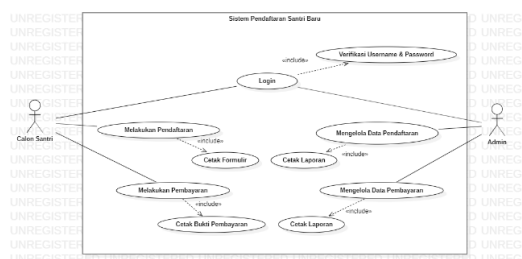 Sistem Pendaftaran Santri Baru
Verifikasi Username & Password
«include»
Login
Calon Santri
Admin
Melakukun Pendaftaran
Mengelola Data Pendaftaran
«include»
«include»
Cetak Formulir
Cetak Laporan
Melakukan Pembayaran
Mengelola Data Pembayaran
«include»
«include»
Cetak Bukti Pembayaran
Cetak Laporan